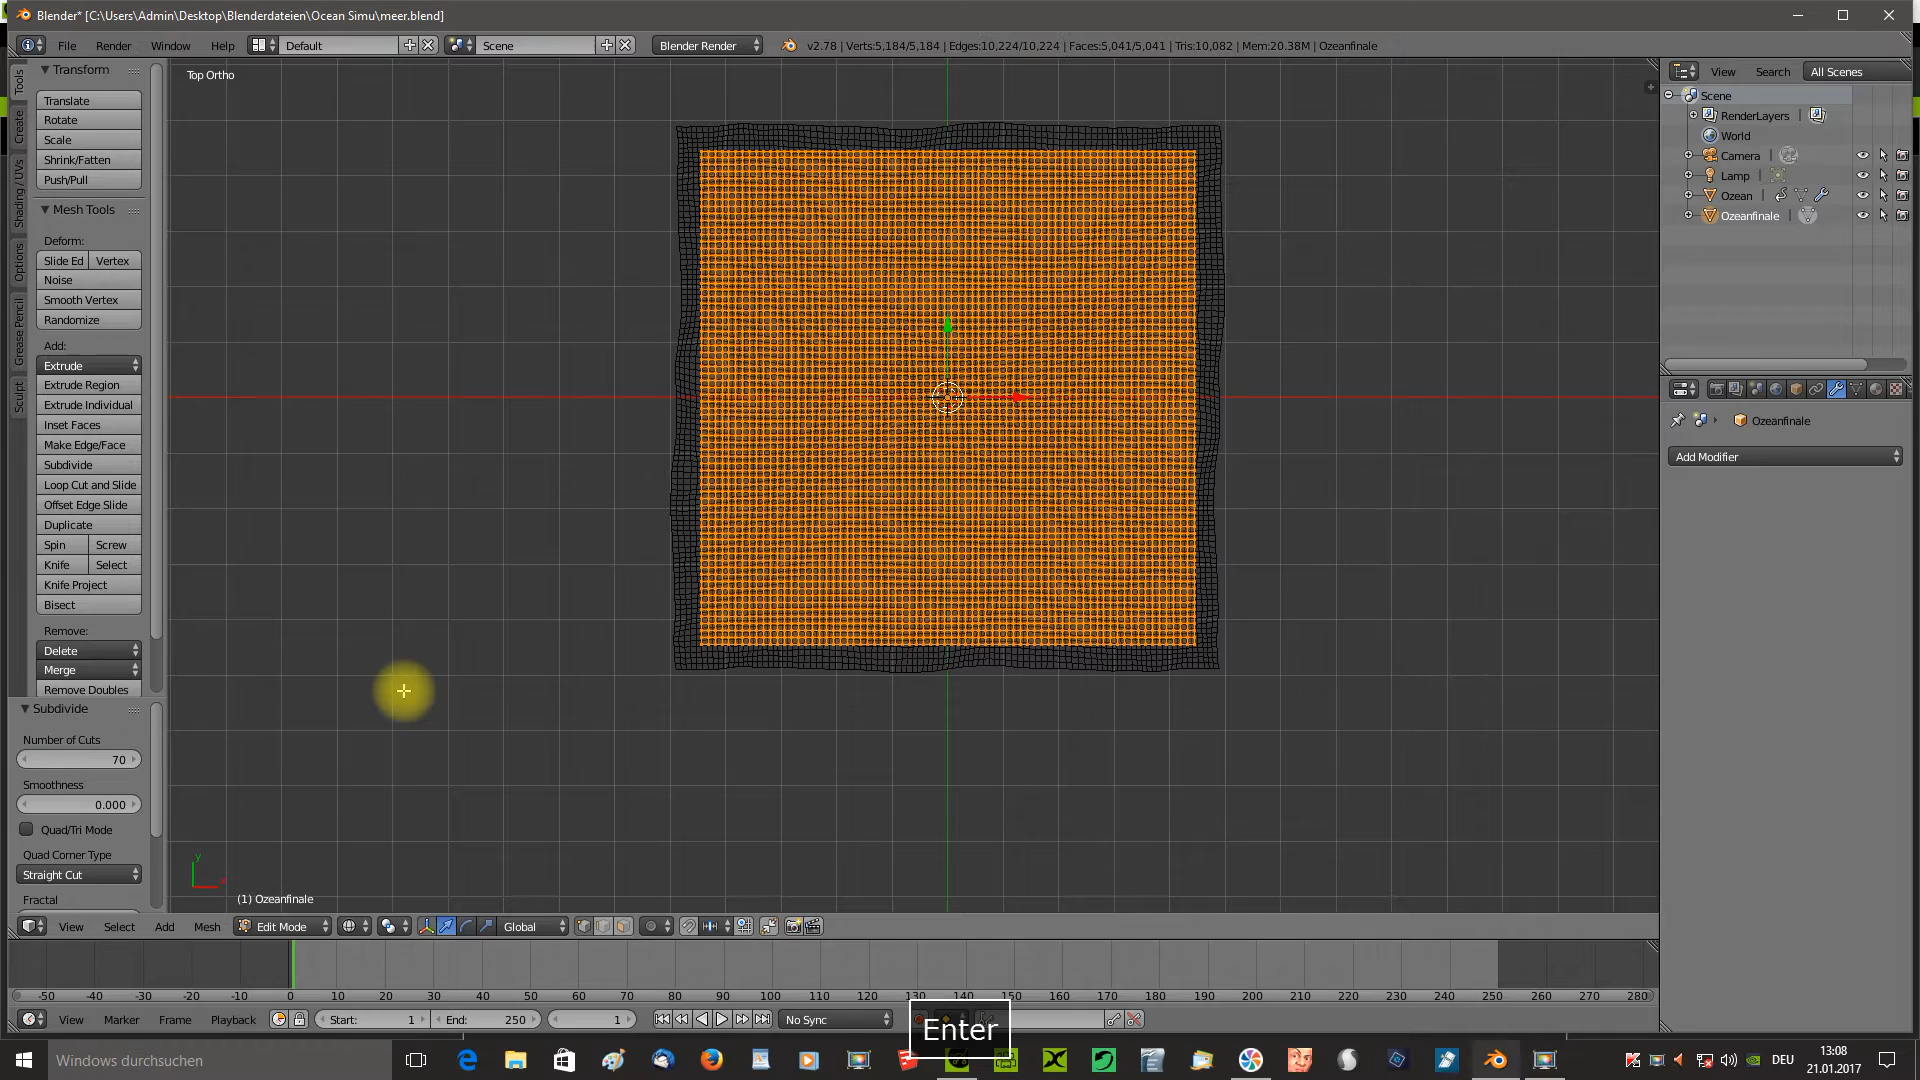 Blender* [C:\Users\Admin\Desktop\Blenderdateien\Ocean Simu\meer.blend]
File Render Window Help Default Scene Blender Render v2.78 | Verts:5,184/5,184 | Edges:10,224/10,224 | Faces:5,041/5,041 | Tris:10,082 | Mem:20.38M | Ozeanfinale
Tools
Create
Shading / UVs
Options
Grease Pencil
Sculpt
Transform
Translate
Rotate
Scale
Shrink/Fatten
Push/Pull
Mesh Tools
Deform:
Slide Ed Vertex
Noise
Smooth Vertex
Randomize
Add:
Extrude
Extrude Region
Extrude Individual
Inset Faces
Make Edge/Face
Subdivide
Loop Cut and Slide
Offset Edge Slide
Duplicate
Spin Screw
Knife Select
Knife Project
Bisect
Remove:
Delete
Merge
Remove Doubles
Subdivide
Number of Cuts
70
Smoothness
0.000
Quad/Tri Mode
Quad Corner Type
Straight Cut
Fractal
Top Ortho
y
x
(1) Ozeanfinale
View Search All Scenes
Scene
RenderLayers
World
Camera
Lamp
Ozean
Ozeanfinale
Ozeanfinale
Add Modifier
View Select Add Mesh Edit Mode Global
-50 -40 -30 -20 -10 0 10 20 30 40 50 60 70 80 90 100 110 120 130 140 150 160 170 180 190 200 210 220 230 240 250 260 270 280
View Marker Frame Playback Start: 1 End: 250 1 No Sync
Enter
Windows durchsuchen
DEU
13:08
21.01.2017